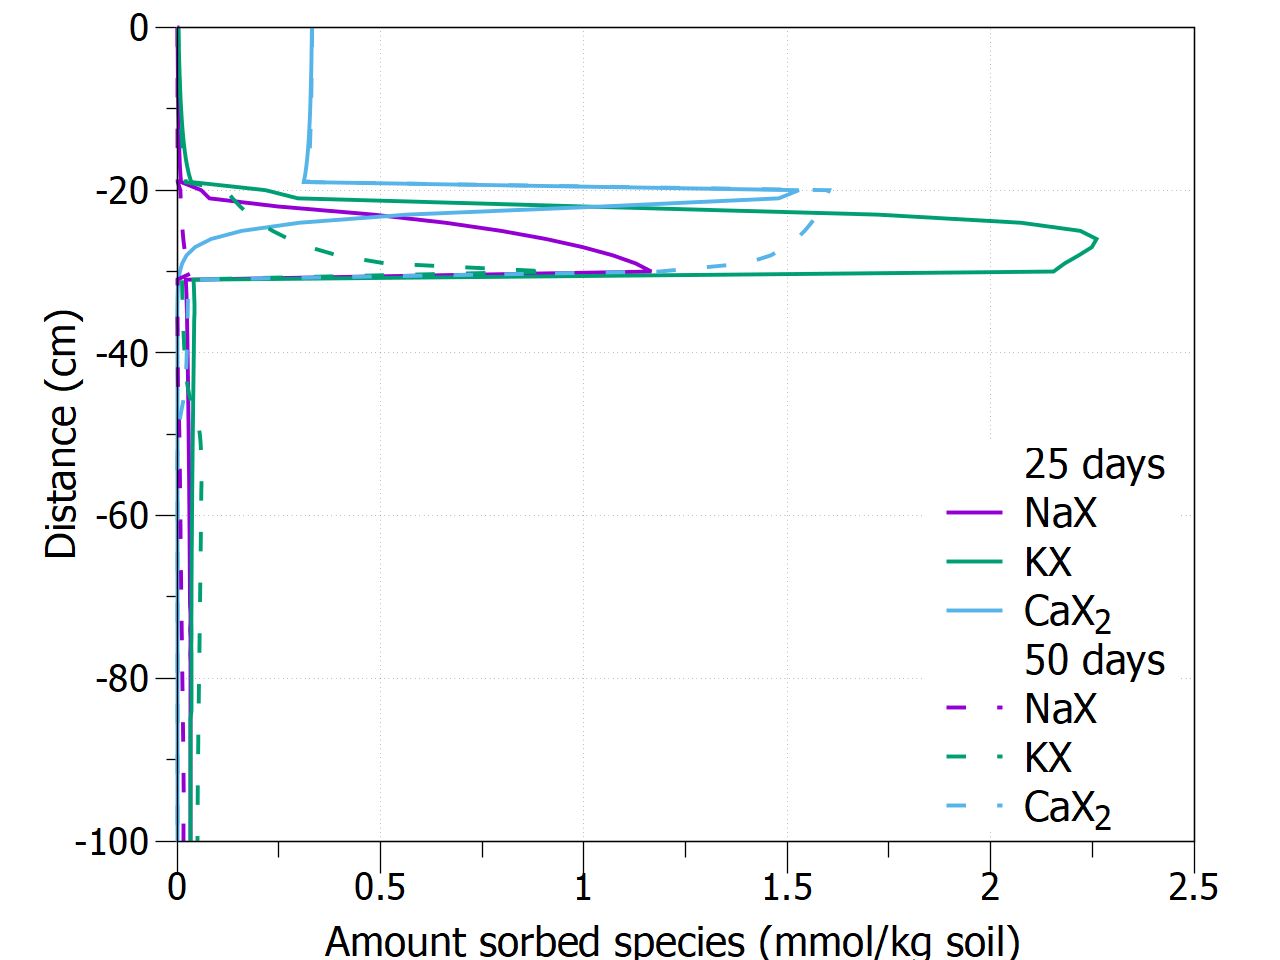 0
-20
-40
-60
-80
-100
Distance (cm)
25 days
NaX
KX
CaX₂
50 days
NaX
KX
CaX₂
0 0.5 1 1.5 2 2.5
Amount sorbed species (mmol/kg soil)